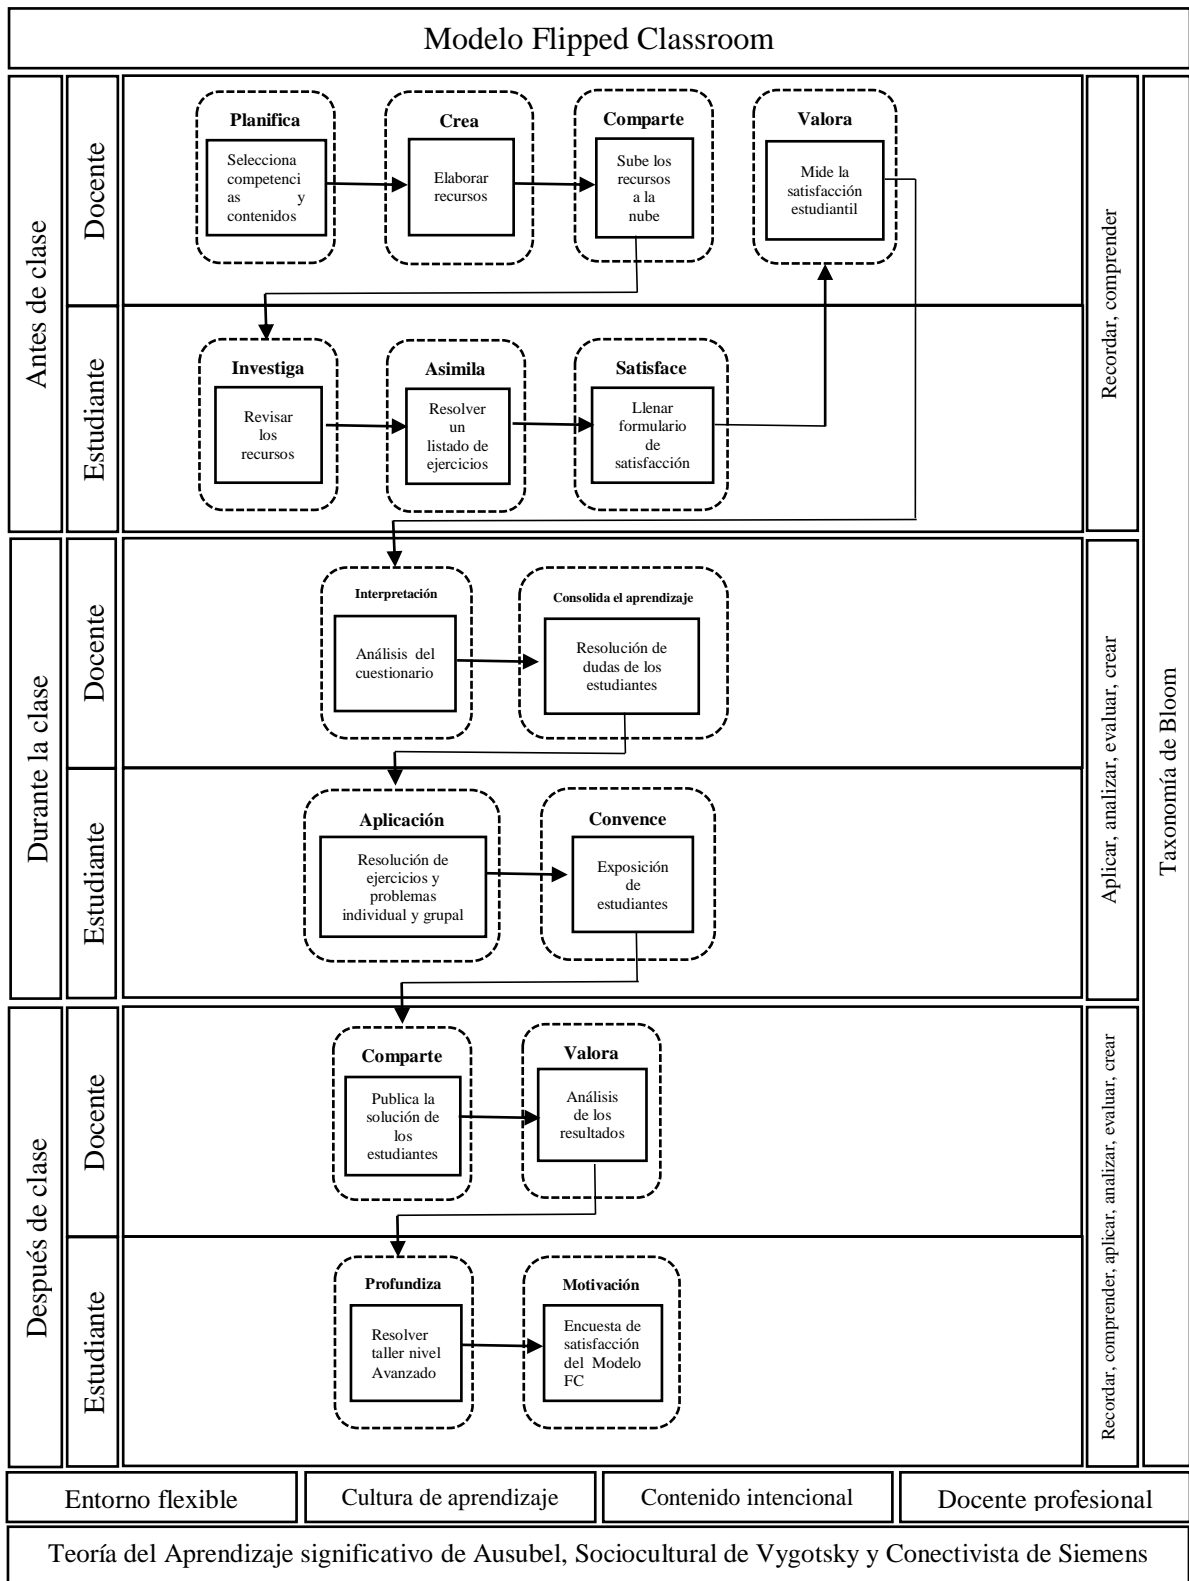 Modelo Flipped Classroom
Antes de clase
Docente
Planifica
Selecciona
competenci
as y
contenidos
Crea
Elaborar
recursos
Comparte
Sube los
recursos
a la
nube
Valora
Mide la
satisfacción
estudiantil
Recordar, comprender
Taxonomía de Bloom
Estudiante
Investiga
Revisar
los
recursos
Asimila
Resolver
un
listado de
ejercicios
Satisface
Llenar
formulario
de
satisfacción
Durante la clase
Docente
Interpretación
Análisis del
cuestionario
Consolida el aprendizaje
Resolución de
dudas de los
estudiantes
Aplicar, analizar, evaluar, crear
Estudiante
Aplicación
Resolución de
ejercicios y
problemas
individual y grupal
Convence
Exposición
de
estudiantes
Después de clase
Docente
Comparte
Publica la
solución de
los
estudiantes
Valora
Análisis
de los
resultados
Recordar, comprender, aplicar, analizar, evaluar, crear
Estudiante
Profundiza
Resolver
taller nivel
Avanzado
Motivación
Encuesta de
satisfacción
del Modelo
FC
Entorno flexible
Cultura de aprendizaje
Contenido intencional
Docente profesional
Teoría del Aprendizaje significativo de Ausubel, Sociocultural de Vygotsky y Conectivista de Siemens